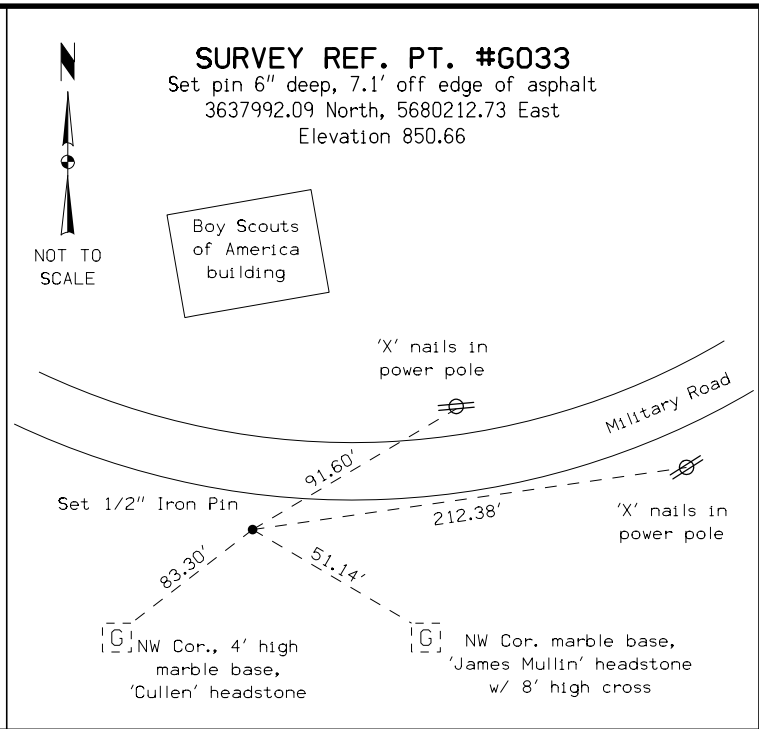 N
SURVEY REF. PT. #G033
Set pin 6" deep, 7.1' off edge of asphalt
3637992.09 North, 5680212.73 East
Elevation 850.66
NOT TO
SCALE
Boy Scouts
of America
building
'X' nails in
power pole
Military Road
91.60'
Set 1/2" Iron Pin
212.38'
'X' nails in
power pole
83.30'
51.14'
G
NW Cor., 4' high
marble base,
'Cullen' headstone
G
NW Cor. marble base,
'James Mullin' headstone
w/ 8' high cross